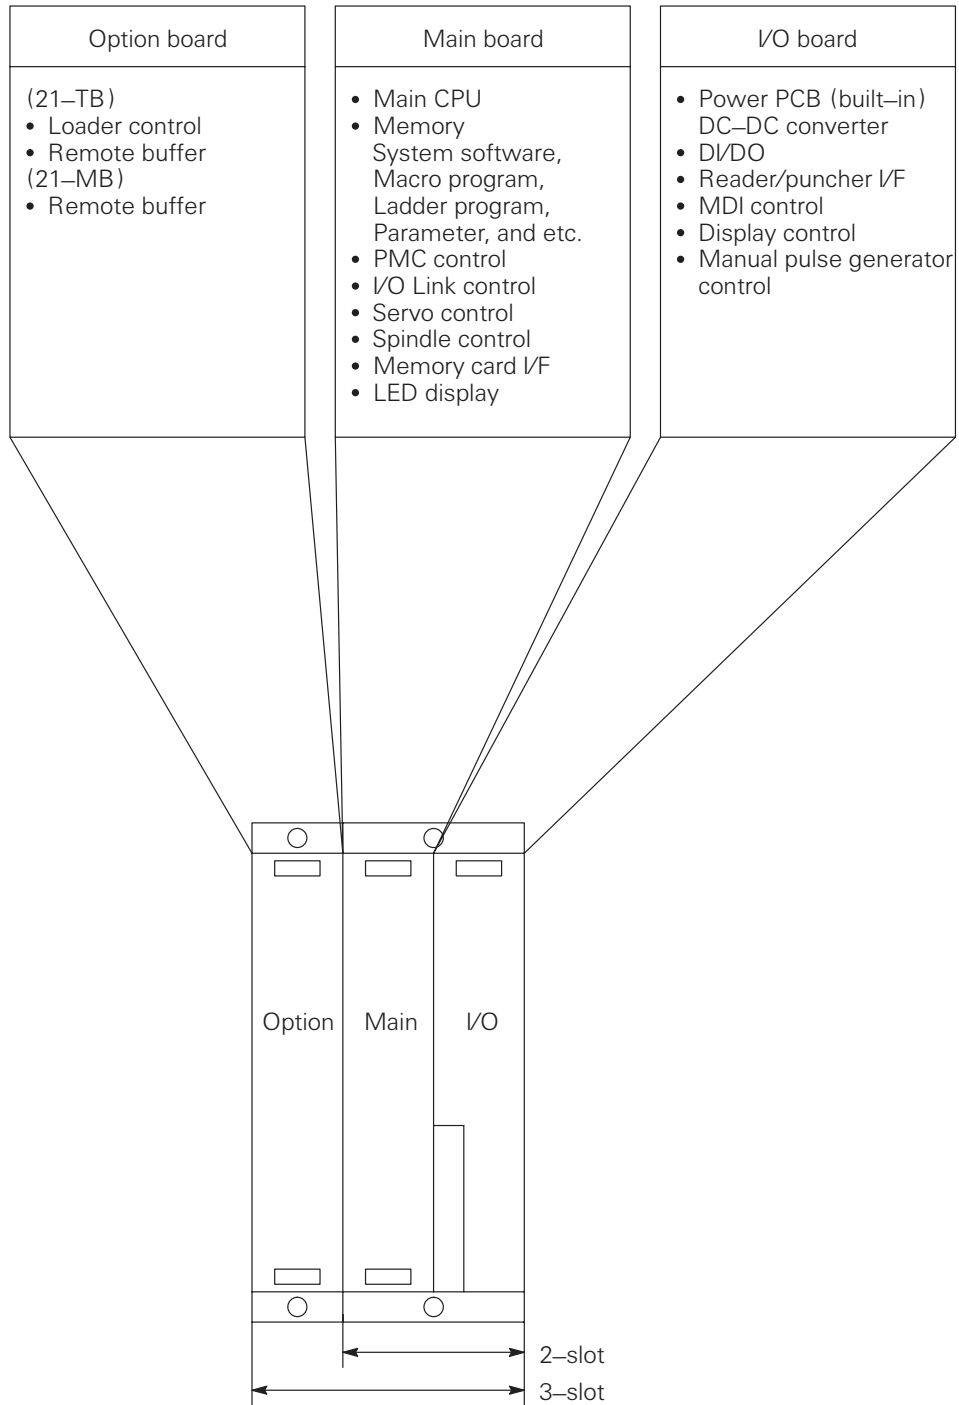 Option board
(21–TB)
• Loader control
• Remote buffer
(21–MB)
• Remote buffer
Main board
• Main CPU
• Memory
System software,
Macro program,
Ladder program,
Parameter, and etc.
• PMC control
• I/O Link control
• Servo control
• Spindle control
• Memory card I/F
• LED display
I/O board
• Power PCB (built–in)
DC–DC converter
• DI/DO
• Reader/puncher I/F
• MDI control
• Display control
• Manual pulse generator
control
Option
Main
I/O
2–slot
3–slot